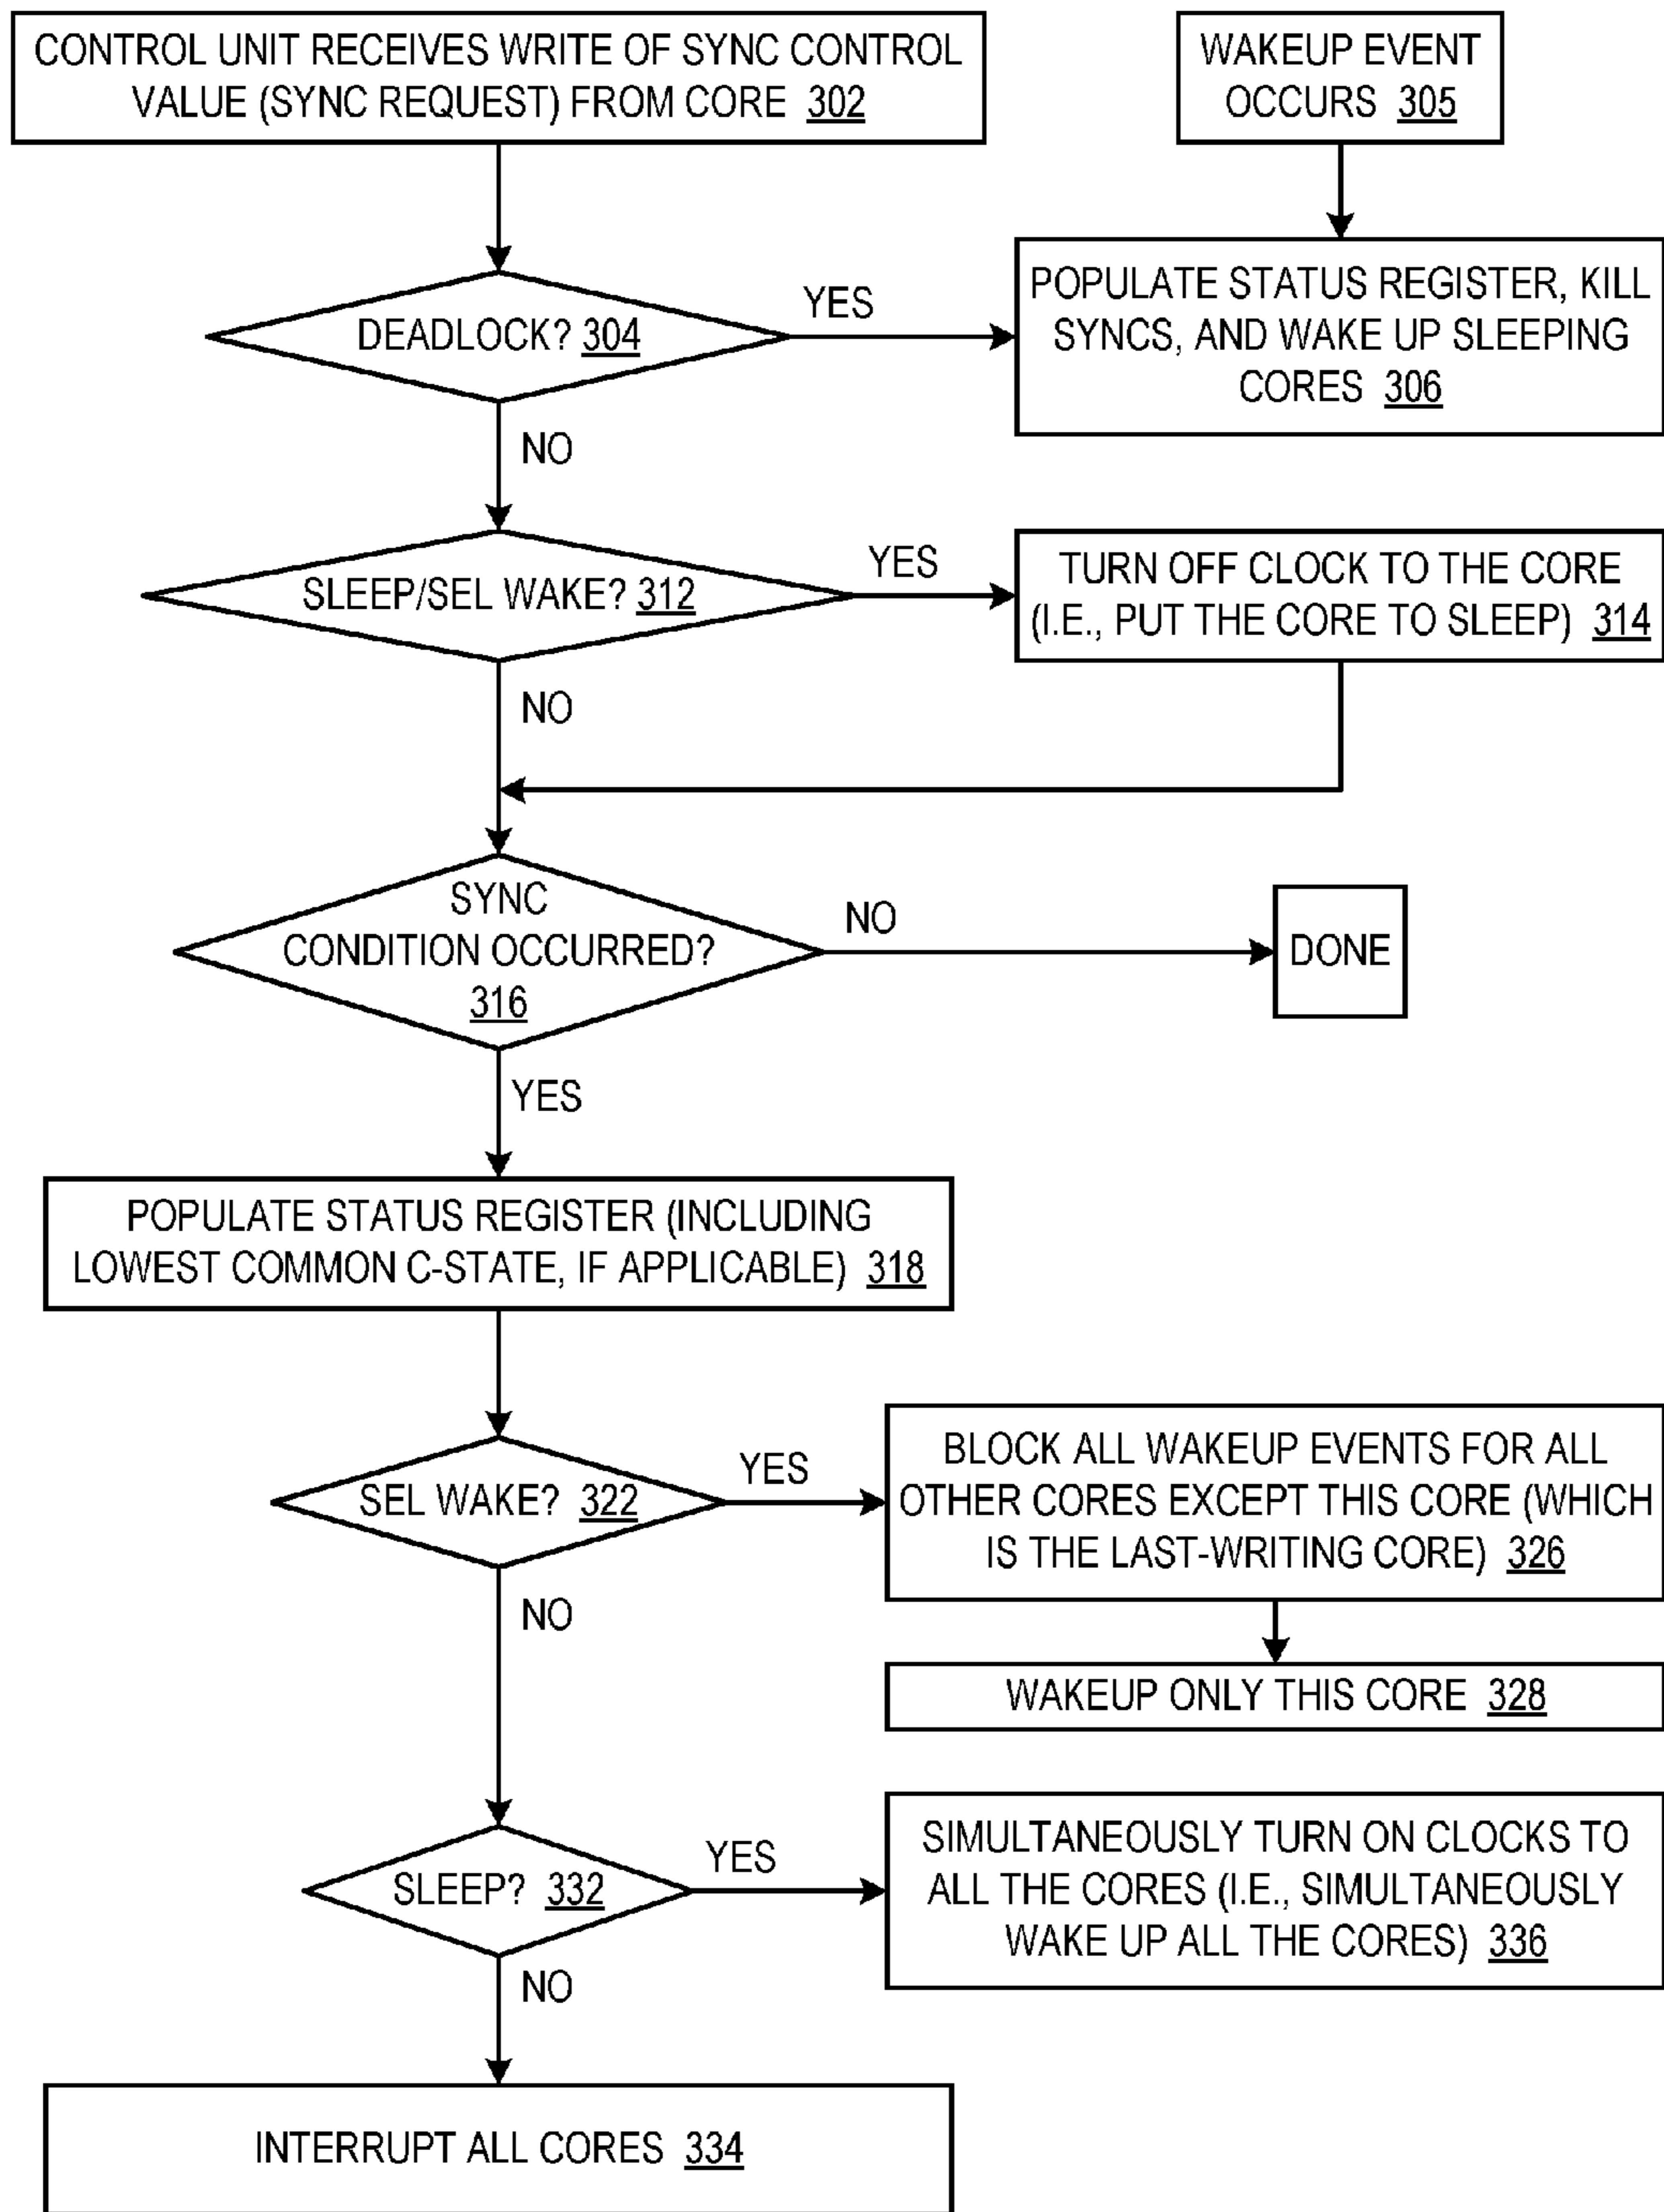 CONTROL UNIT RECEIVES WRITE OF SYNC CONTROL
VALUE (SYNC REQUEST) FROM CORE 302
WAKEUP EVENT
OCCURS 305
DEADLOCK? 304
YES
POPULATE STATUS REGISTER, KILL
SYNCS, AND WAKE UP SLEEPING
CORES 306
NO
SLEEP/SEL WAKE? 312
YES
TURN OFF CLOCK TO THE CORE
(I.E., PUT THE CORE TO SLEEP) 314
NO
SYNC
CONDITION OCCURRED?
316
NO
DONE
YES
POPULATE STATUS REGISTER (INCLUDING
LOWEST COMMON C-STATE, IF APPLICABLE) 318
SEL WAKE? 322
YES
BLOCK ALL WAKEUP EVENTS FOR ALL
OTHER CORES EXCEPT THIS CORE (WHICH
IS THE LAST-WRITING CORE) 326
NO
WAKEUP ONLY THIS CORE 328
SLEEP? 332
YES
SIMULTANEOUSLY TURN ON CLOCKS TO
ALL THE CORES (I.E., SIMULTANEOUSLY
WAKE UP ALL THE CORES) 336
NO
INTERRUPT ALL CORES 334